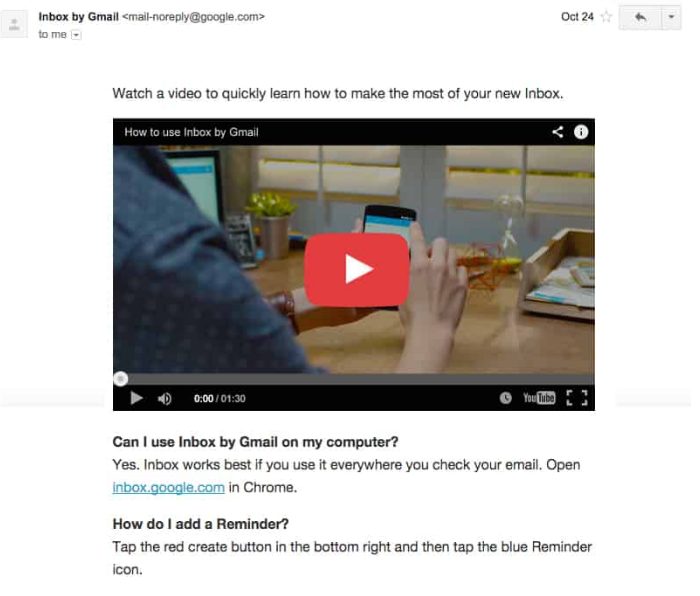 Inbox by Gmail <mail-noreply@google.com>
Oct 24
to me
Watch a video to quickly learn how to make the most of your new Inbox.
How to use Inbox by Gmail
0:00 / 01:30
YouTube
Can I use Inbox by Gmail on my computer?
Yes. Inbox works best if you use it everywhere you check your email. Open
inbox.google.com in Chrome.
How do I add a Reminder?
Tap the red create button in the bottom right and then tap the blue Reminder
icon.